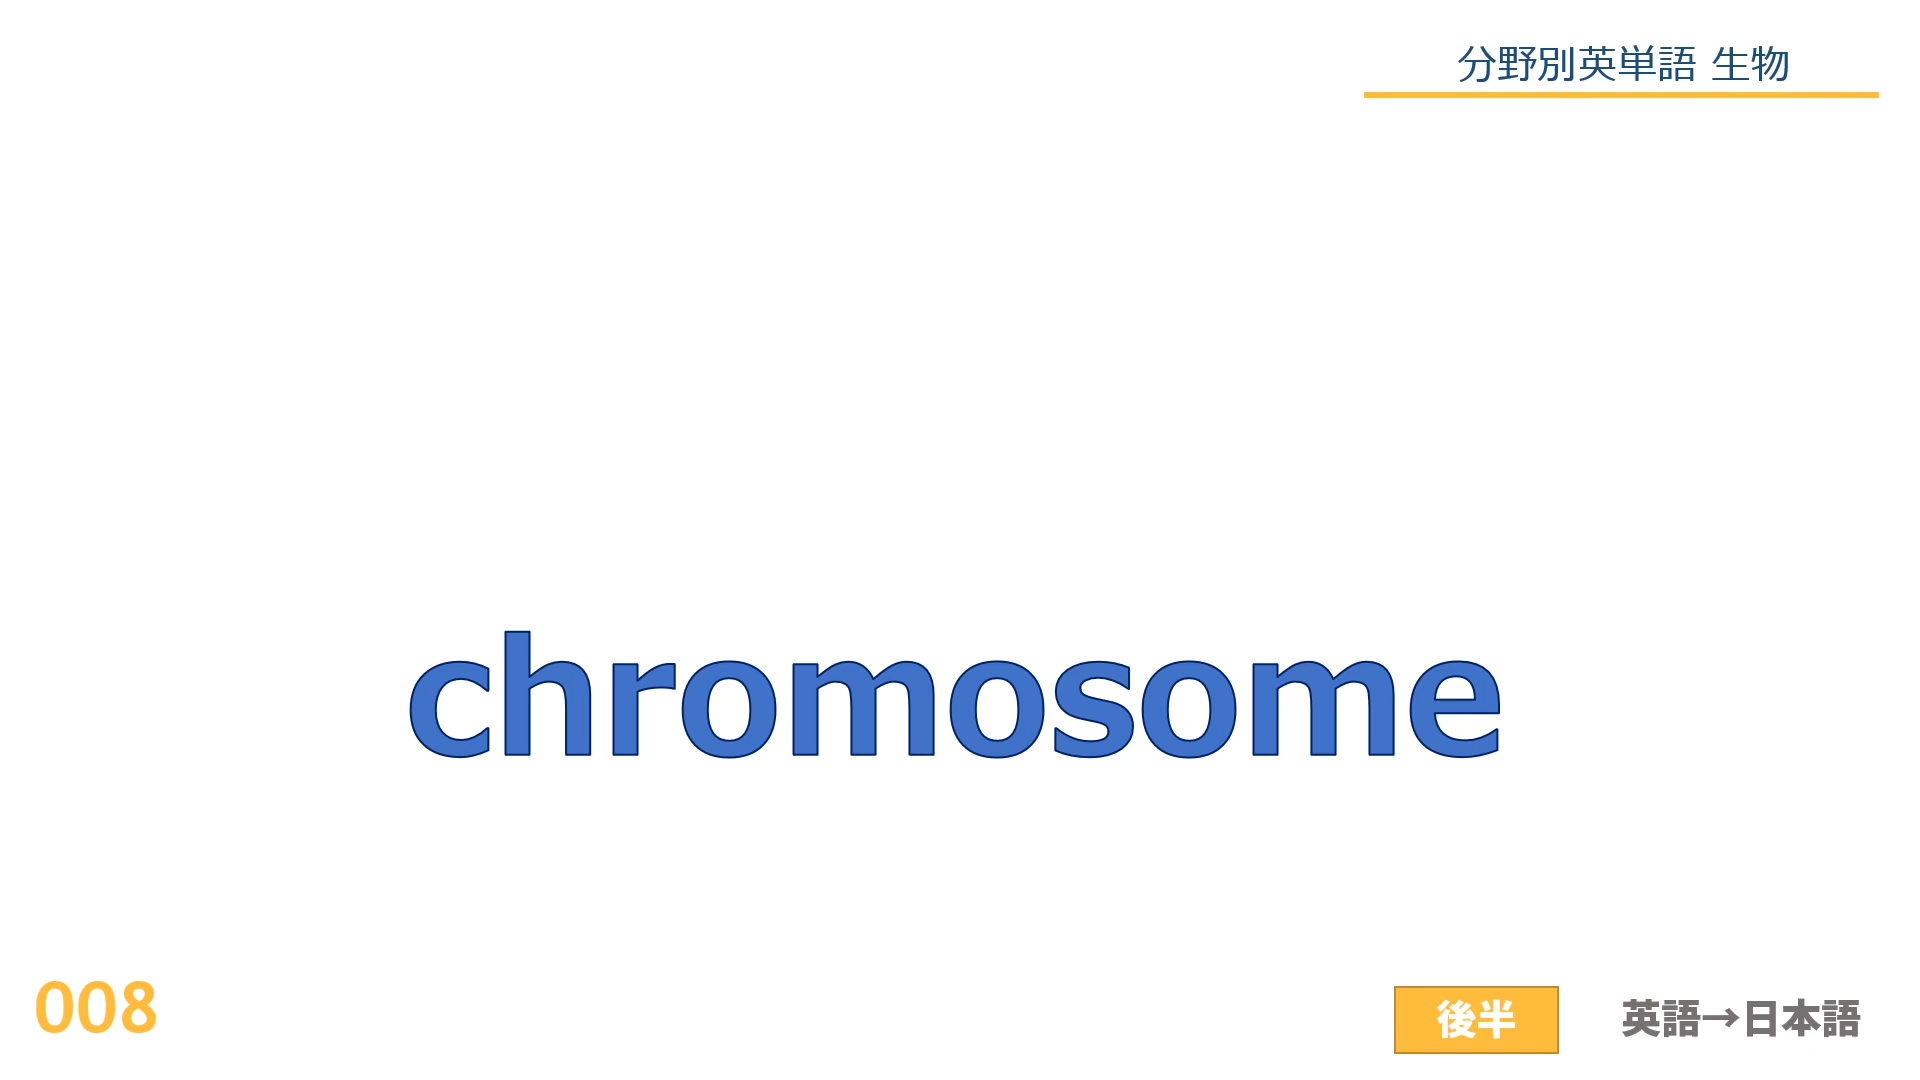 分野別英単語 生物
chromosome
008
後半
英語→日本語